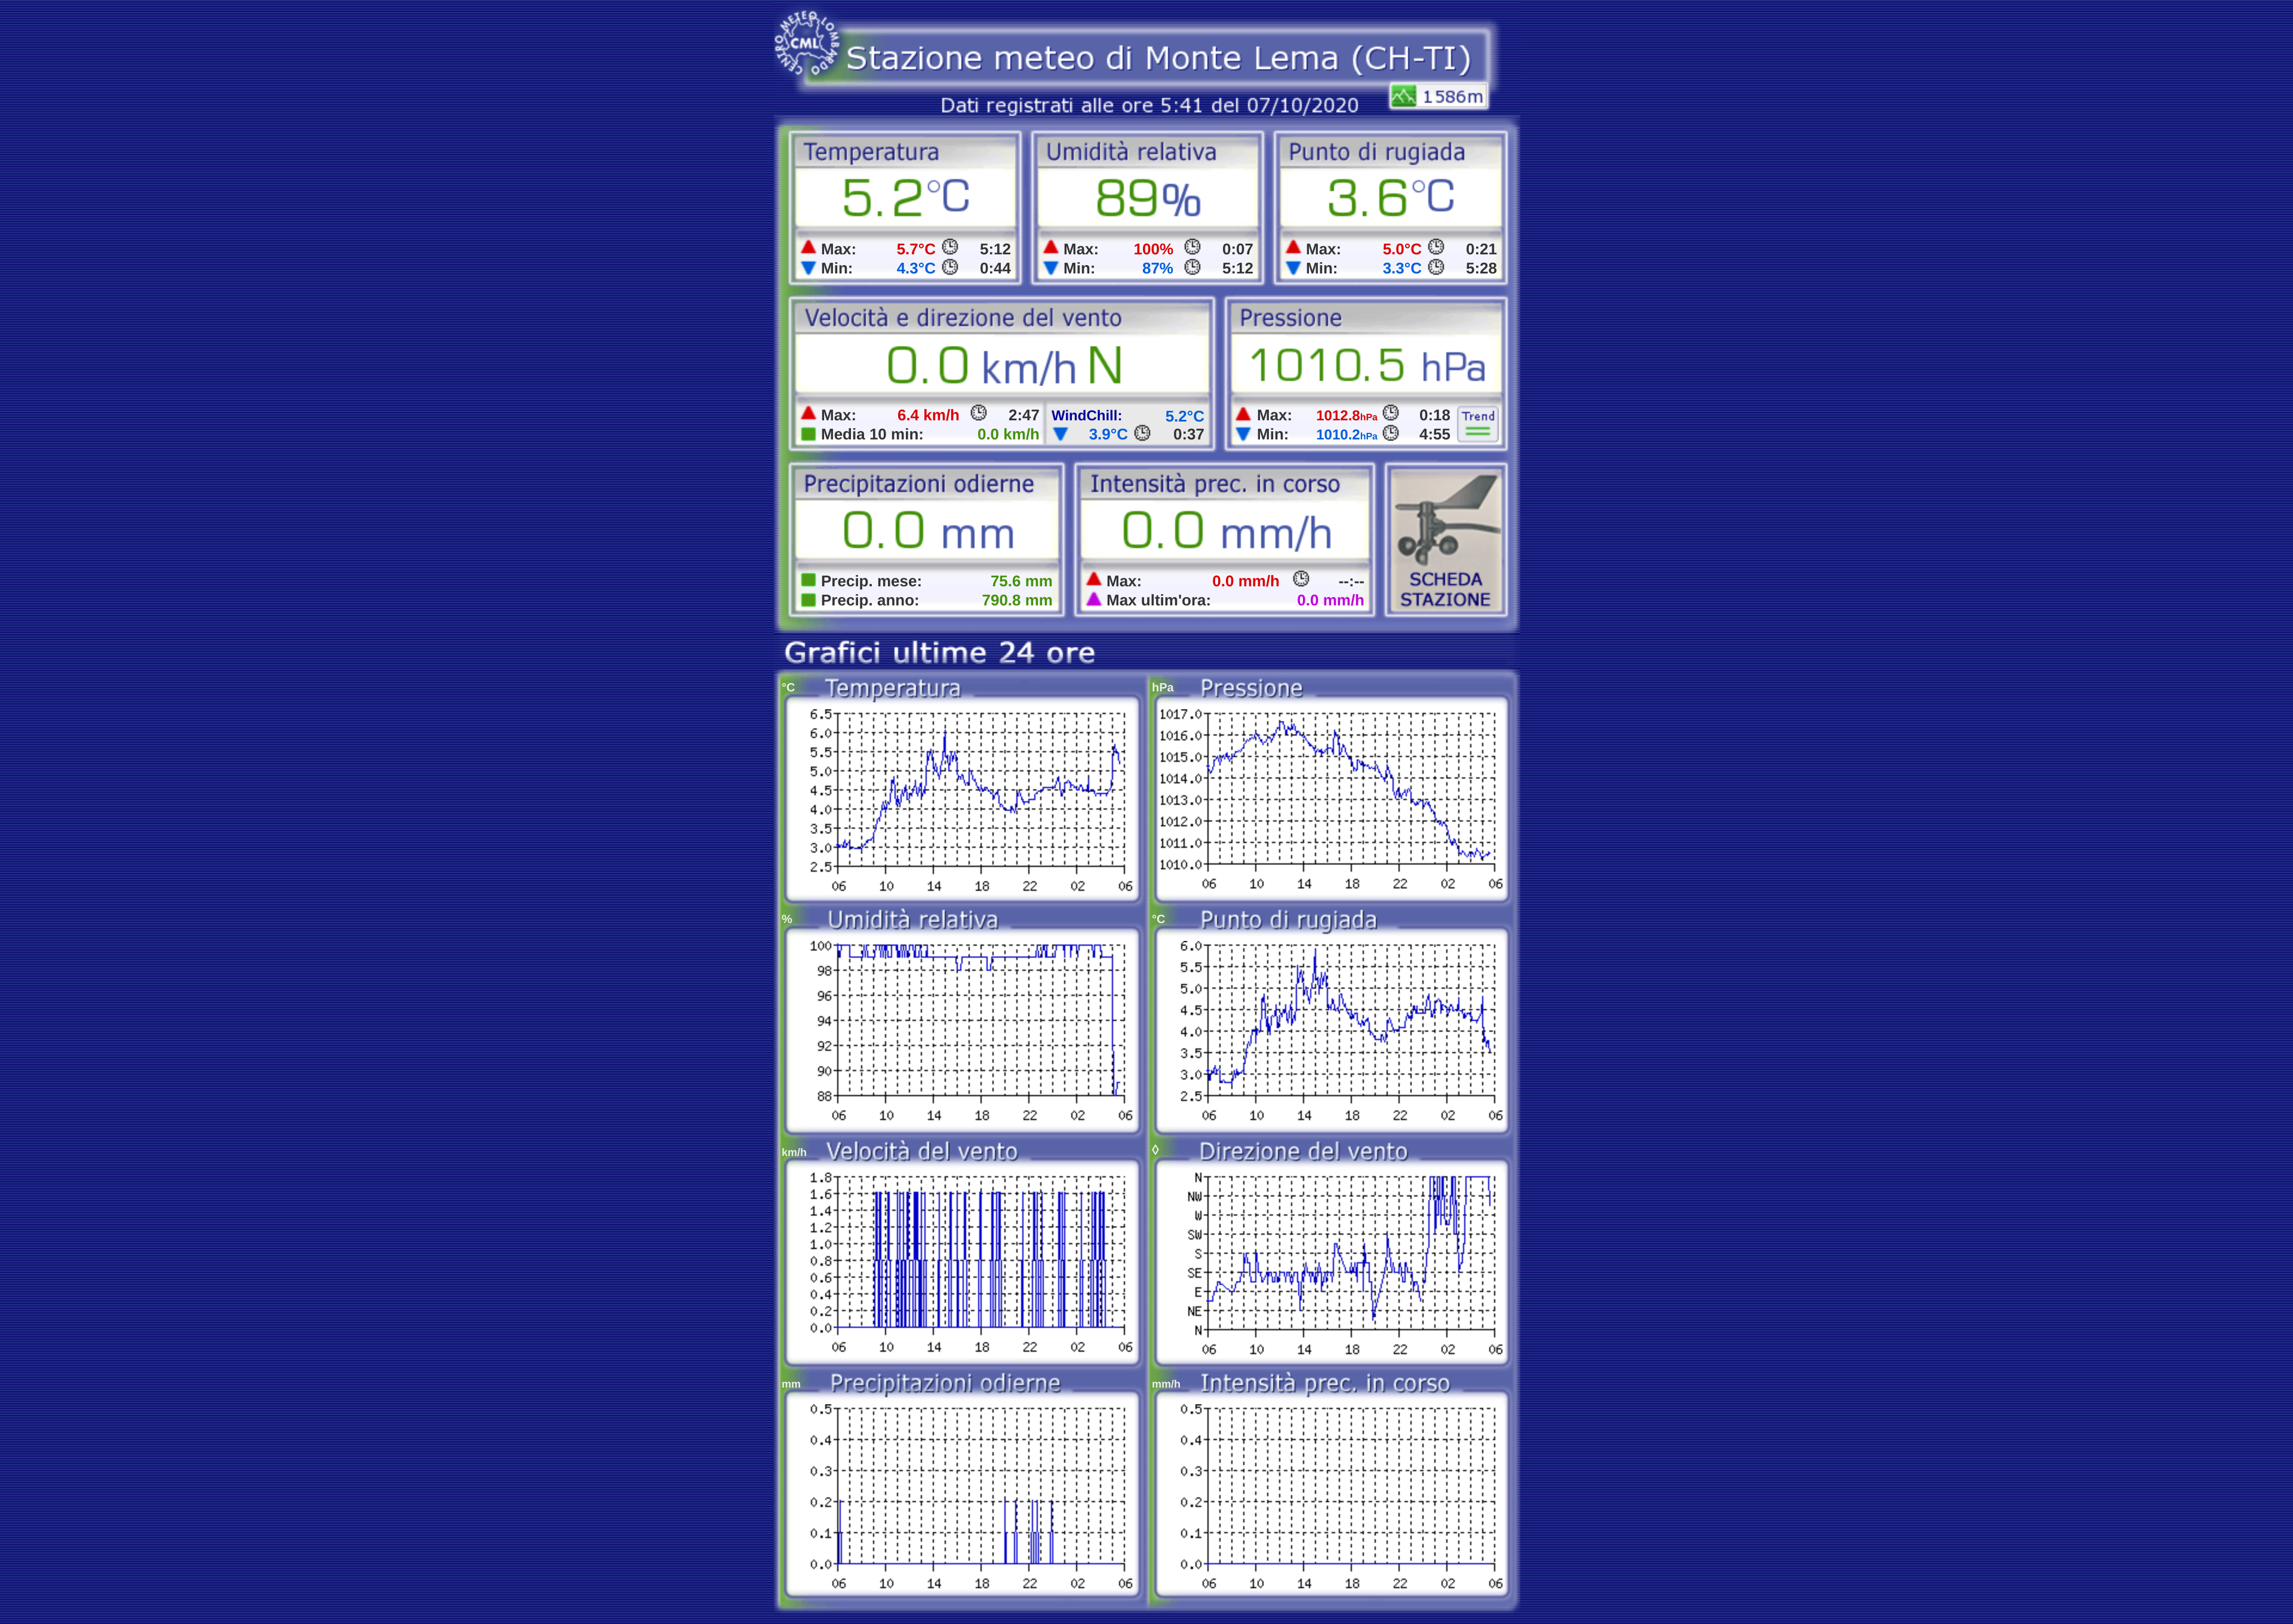 CENTRO METEO LOMBARDO
CML
Stazione meteo di Monte Lema (CH-TI)
1586m
Dati registrati alle ore 5:41 del 07/10/2020
Temperatura
5.2°C
Max: 5.7°C 5:12
Min: 4.3°C 0:44
Umidità relativa
89%
Max: 100% 0:07
Min: 87% 5:12
Punto di rugiada
3.6°C
Max: 5.0°C 0:21
Min: 3.3°C 5:28
Velocità e direzione del vento
0.0 km/h N
Max: 6.4 km/h 2:47
Media 10 min: 0.0 km/h
WindChill: 5.2°C
3.9°C 0:37
Pressione
1010.5 hPa
Max: 1012.8hPa 0:18
Min: 1010.2hPa 4:55
Trend
Precipitazioni odierne
0.0 mm
Precip. mese: 75.6 mm
Precip. anno: 790.8 mm
Intensità prec. in corso
0.0 mm/h
Max: 0.0 mm/h --:--
Max ultim'ora: 0.0 mm/h
SCHEDA
STAZIONE
Grafici ultime 24 ore
°C Temperatura
6.5
6.0
5.5
5.0
4.5
4.0
3.5
3.0
2.5
06 10 14 18 22 02 06
hPa Pressione
1017.0
1016.0
1015.0
1014.0
1013.0
1012.0
1011.0
1010.0
06 10 14 18 22 02 06
% Umidità relativa
100
98
96
94
92
90
88
06 10 14 18 22 02 06
°C Punto di rugiada
6.0
5.5
5.0
4.5
4.0
3.5
3.0
2.5
06 10 14 18 22 02 06
km/h Velocità del vento
1.8
1.6
1.4
1.2
1.0
0.8
0.6
0.4
0.2
0.0
06 10 14 18 22 02 06
◊ Direzione del vento
N
NW
W
SW
S
SE
E
NE
N
06 10 14 18 22 02 06
mm Precipitazioni odierne
0.5
0.4
0.3
0.2
0.1
0.0
06 10 14 18 22 02 06
mm/h Intensità prec. in corso
0.5
0.4
0.3
0.2
0.1
0.0
06 10 14 18 22 02 06